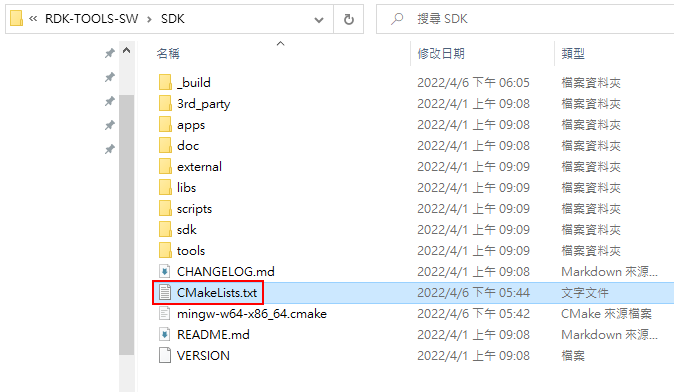 « RDK-TOOLS-SW > SDK 搜尋 SDK
名稱 修改日期 類型
_build 2022/4/6 下午 06:05 檔案資料夾
3rd_party 2022/4/1 上午 09:08 檔案資料夾
apps 2022/4/1 上午 09:08 檔案資料夾
doc 2022/4/1 上午 09:08 檔案資料夾
external 2022/4/1 上午 09:09 檔案資料夾
libs 2022/4/1 上午 09:09 檔案資料夾
scripts 2022/4/1 上午 09:09 檔案資料夾
sdk 2022/4/1 上午 09:09 檔案資料夾
tools 2022/4/1 上午 09:09 檔案資料夾
CHANGELOG.md 2022/4/1 上午 09:08 Markdown 來源...
CMakeLists.txt 2022/4/6 下午 05:44 文字文件
mingw-w64-x86_64.cmake 2022/4/6 下午 05:42 CMake 來源檔案
README.md 2022/4/1 上午 09:08 Markdown 來源...
VERSION 2022/4/1 上午 09:08 檔案